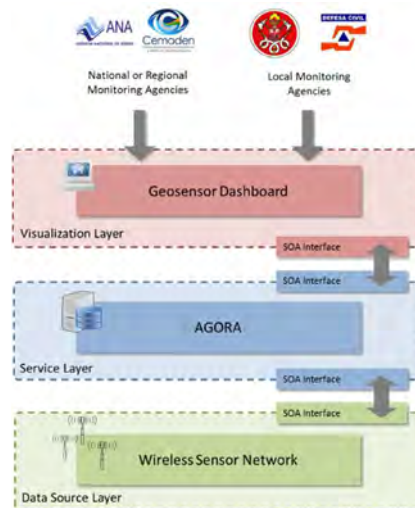 ANA
Cemaden
DEFESA CIVIL
National or Regional
Monitoring Agencies
Local Monitoring
Agencies
Geosensor Dashboard
Visualization Layer
SOA Interface
SOA Interface
AGORA
Service Layer
SOA Interface
SOA Interface
Wireless Sensor Network
Data Source Layer